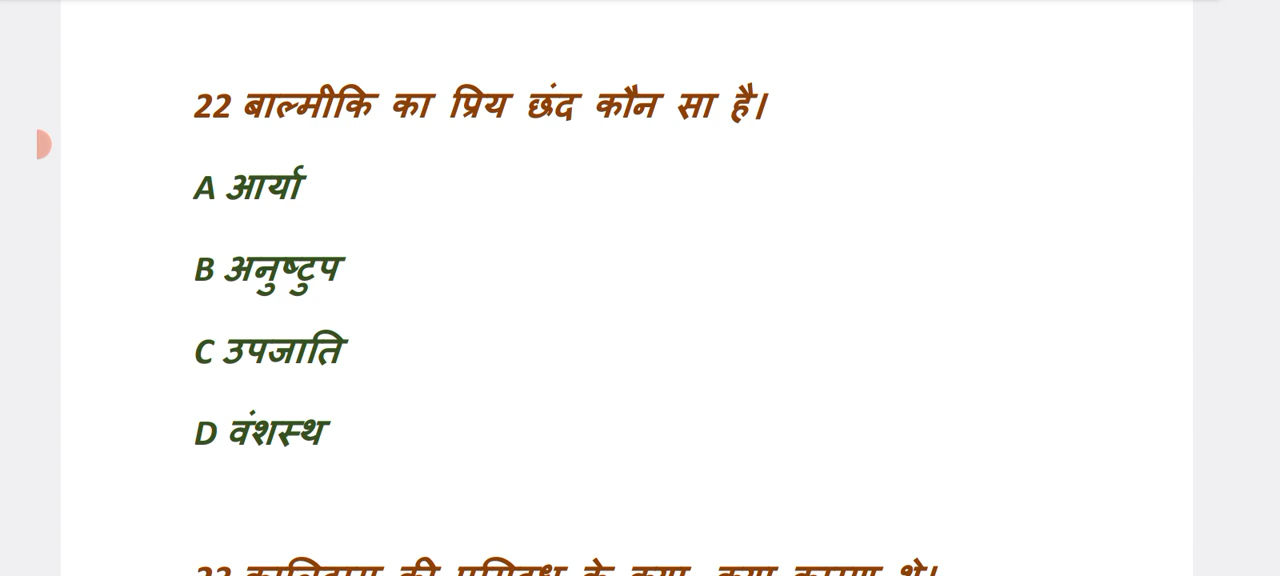 22 बाल्मीकि का प्रिय छंद कौन सा है।
A आर्या
B अनुष्टुप
C उपजाति
D वंशस्थ